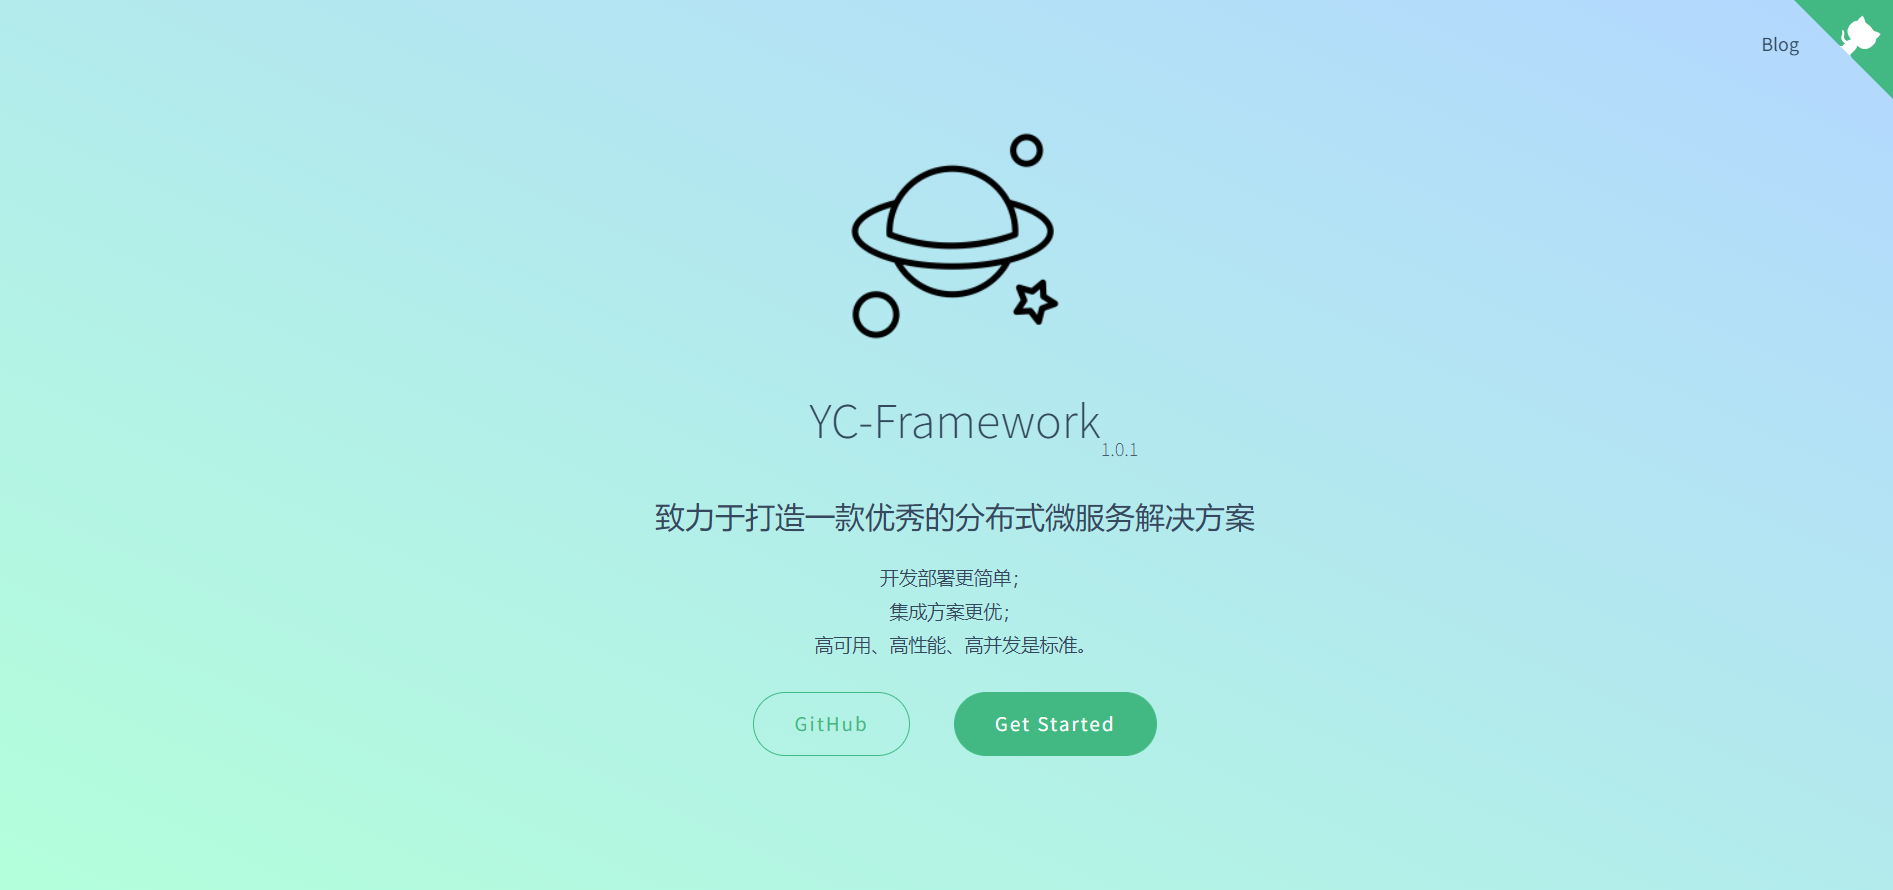 Blog
YC-Framework 1.0.1
致力于打造一款优秀的分布式微服务解决方案
开发部署更简单；
集成方案更优；
高可用、高性能、高并发是标准。
GitHub
Get Started